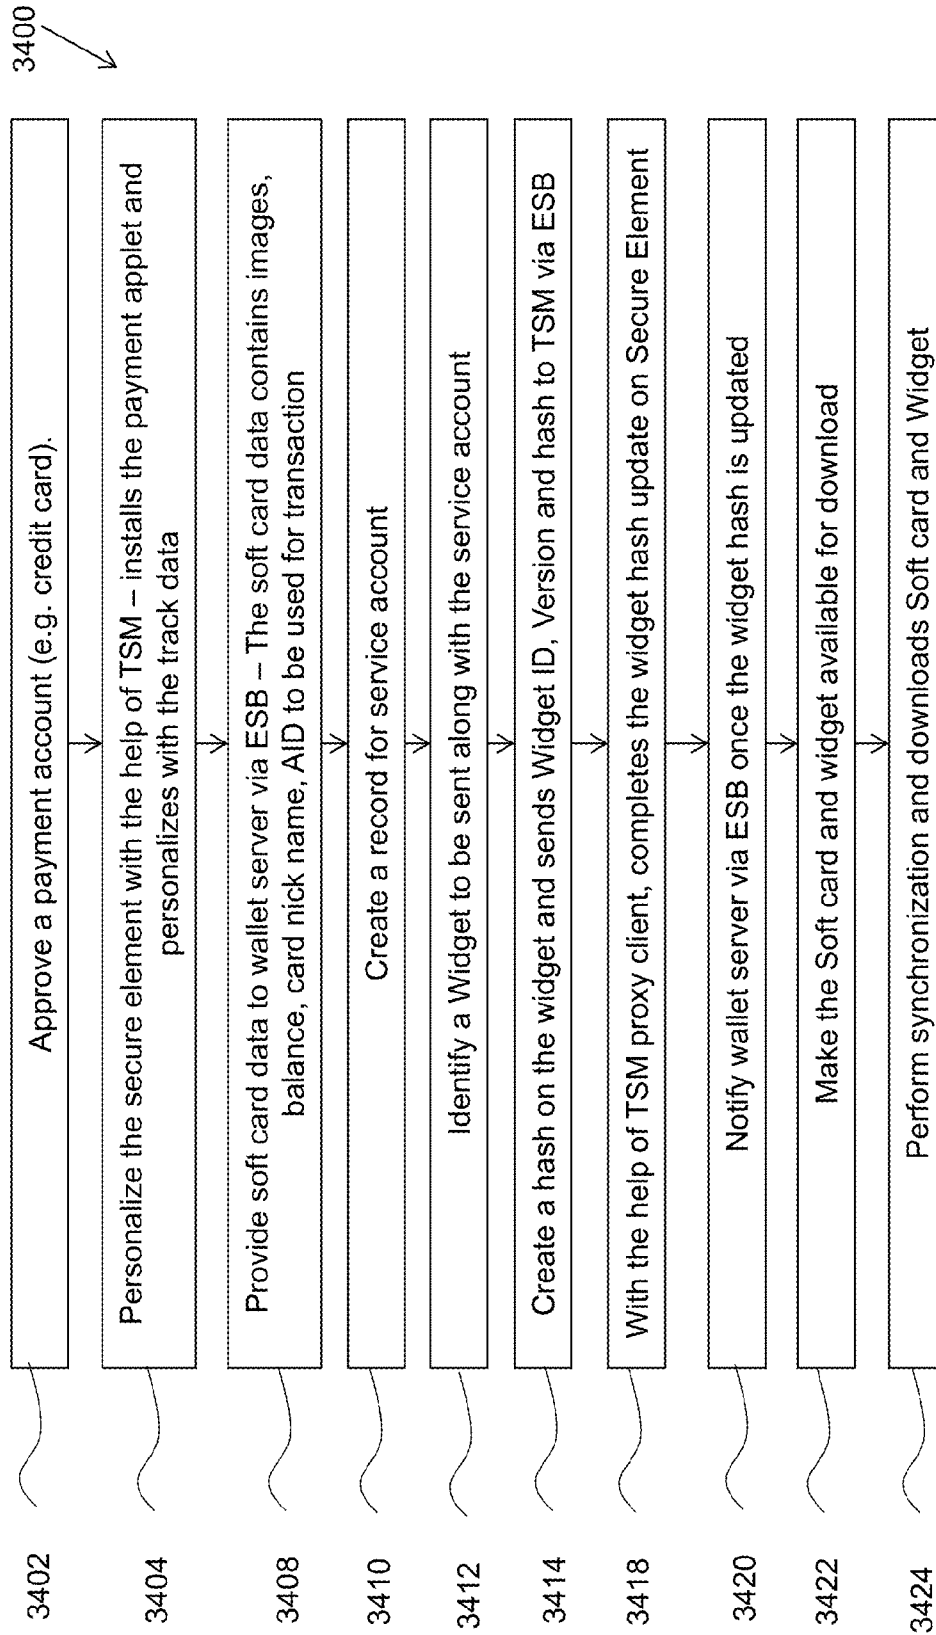 3400
3402
Approve a payment account (e.g. credit card).
3404
Personalize the secure element with the help of TSM – installs the payment applet and
personalizes with the track data
3408
Provide soft card data to wallet server via ESB – The soft card data contains images,
balance, card nick name, AID to be used for transaction
3410
Create a record for service account
3412
Identify a Widget to be sent along with the service account
3414
Create a hash on the widget and sends Widget ID, Version and hash to TSM via ESB
3418
With the help of TSM proxy client, completes the widget hash update on Secure Element
3420
Notify wallet server via ESB once the widget hash is updated
3422
Make the Soft card and widget available for download
3424
Perform synchronization and downloads Soft card and Widget